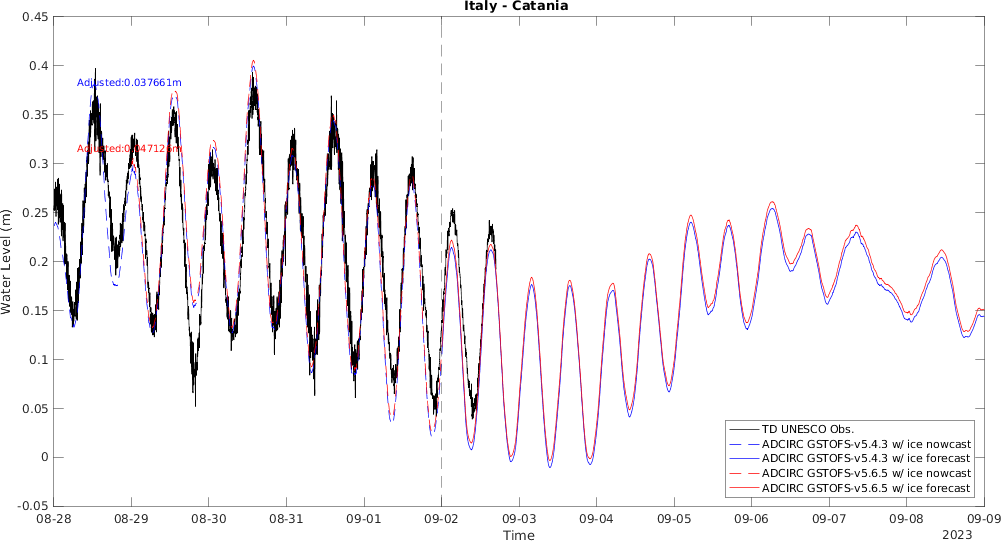 Italy - Catania
0.45
0.4
0.35
0.3
0.25
0.2
0.15
0.1
0.05
0
-0.05
Water Level (m)
Adjusted:0.037661m
08-28
08-29
08-30
08-31
09-01
09-02
09-03
09-04
09-05
09-06
09-07
09-08
09-09
Time
2023
TD UNESCO Obs.
ADCIRC GSTOFS-v5.4.3 w/ ice nowcast
ADCIRC GSTOFS-v5.4.3 w/ ice forecast
ADCIRC GSTOFS-v5.6.5 w/ ice nowcast
ADCIRC GSTOFS-v5.6.5 w/ ice forecast